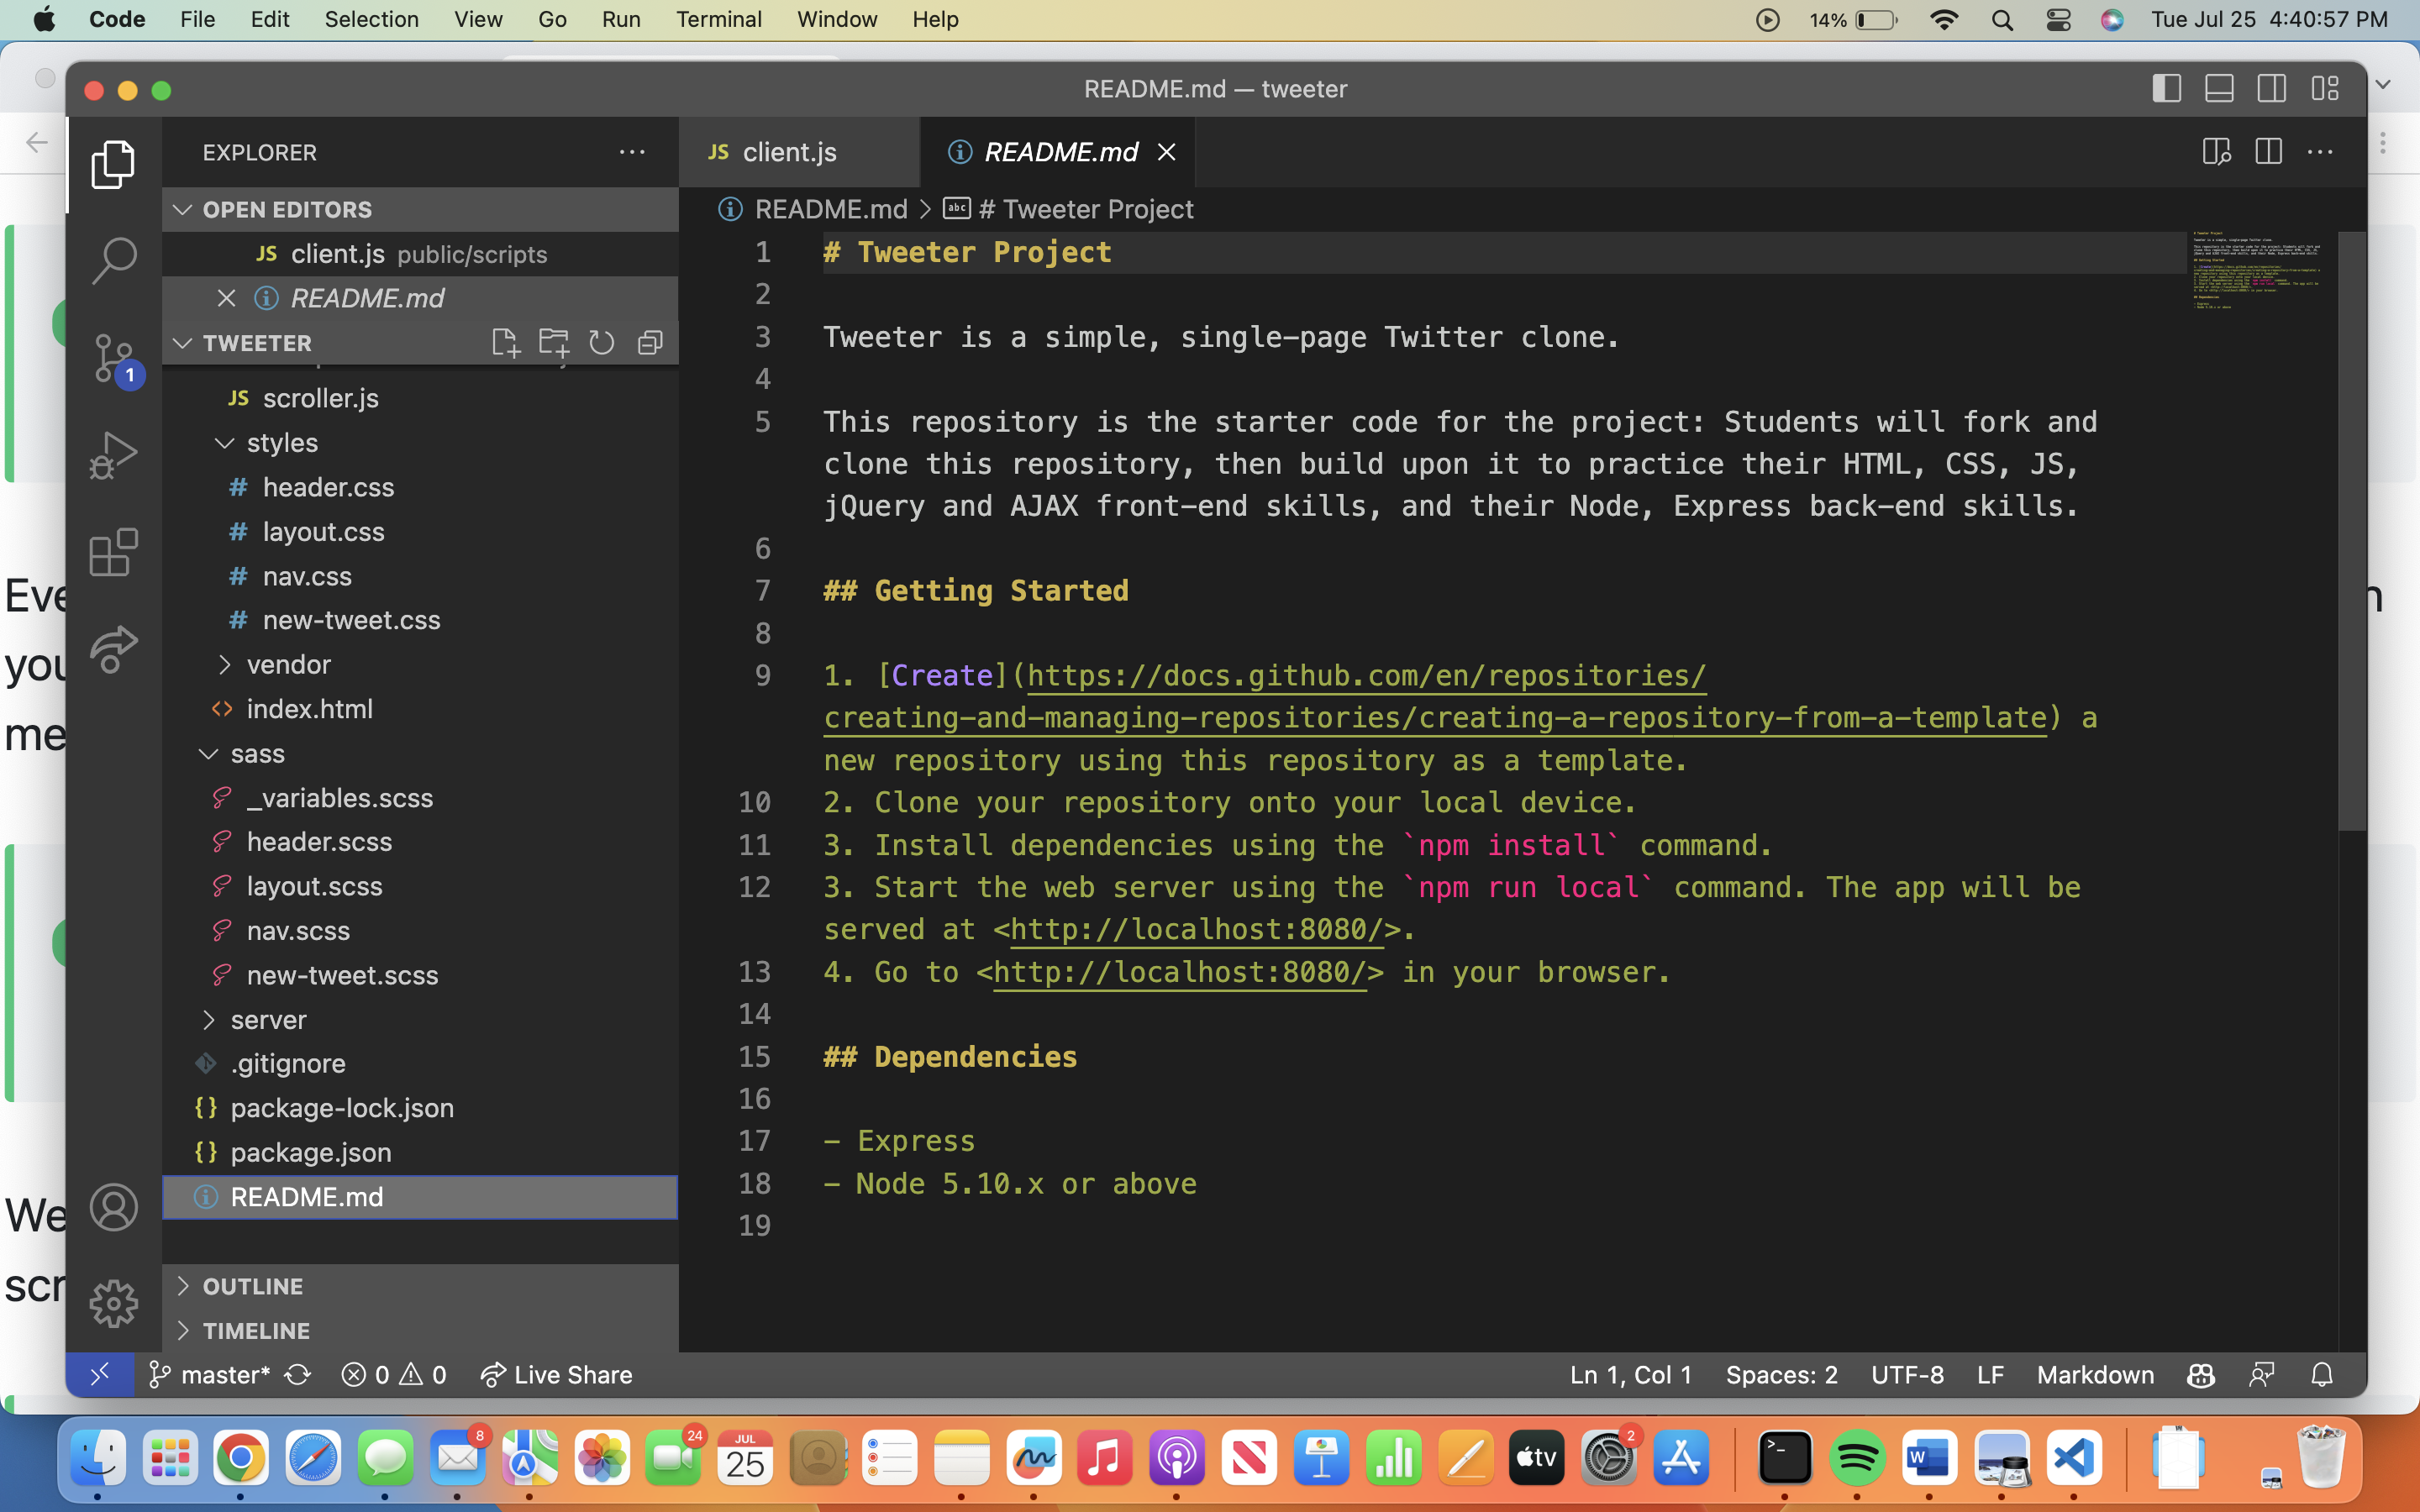 Code File Edit Selection View Go Run Terminal Window Help 14% Tue Jul 25 4:40:57 PM
README.md — tweeter
EXPLORER
JS client.js
README.md
OPEN EDITORS
JS client.js public/scripts
README.md
TWEETER
JS scroller.js
styles
# header.css
# layout.css
# nav.css
# new-tweet.css
vendor
<> index.html
sass
_variables.scss
header.scss
layout.scss
nav.scss
new-tweet.scss
server
.gitignore
{} package-lock.json
{} package.json
README.md
OUTLINE
TIMELINE
1
README.md > abc # Tweeter Project
1 # Tweeter Project
2
3 Tweeter is a simple, single-page Twitter clone.
4
5 This repository is the starter code for the project: Students will fork and
clone this repository, then build upon it to practice their HTML, CSS, JS,
jQuery and AJAX front-end skills, and their Node, Express back-end skills.
6
7 ## Getting Started
8
9 1. [Create](https://docs.github.com/en/repositories/
creating-and-managing-repositories/creating-a-repository-from-a-template) a
new repository using this repository as a template.
10 2. Clone your repository onto your local device.
11 3. Install dependencies using the `npm install` command.
12 3. Start the web server using the `npm run local` command. The app will be
served at <http://localhost:8080/>.
13 4. Go to <http://localhost:8080/> in your browser.
14
15 ## Dependencies
16
17 - Express
18 - Node 5.10.x or above
19
Eve
you
me
We
scr
n
master* 0 0 Live Share Ln 1, Col 1 Spaces: 2 UTF-8 LF Markdown
8 24 JUL 25 tv 2 >_ W